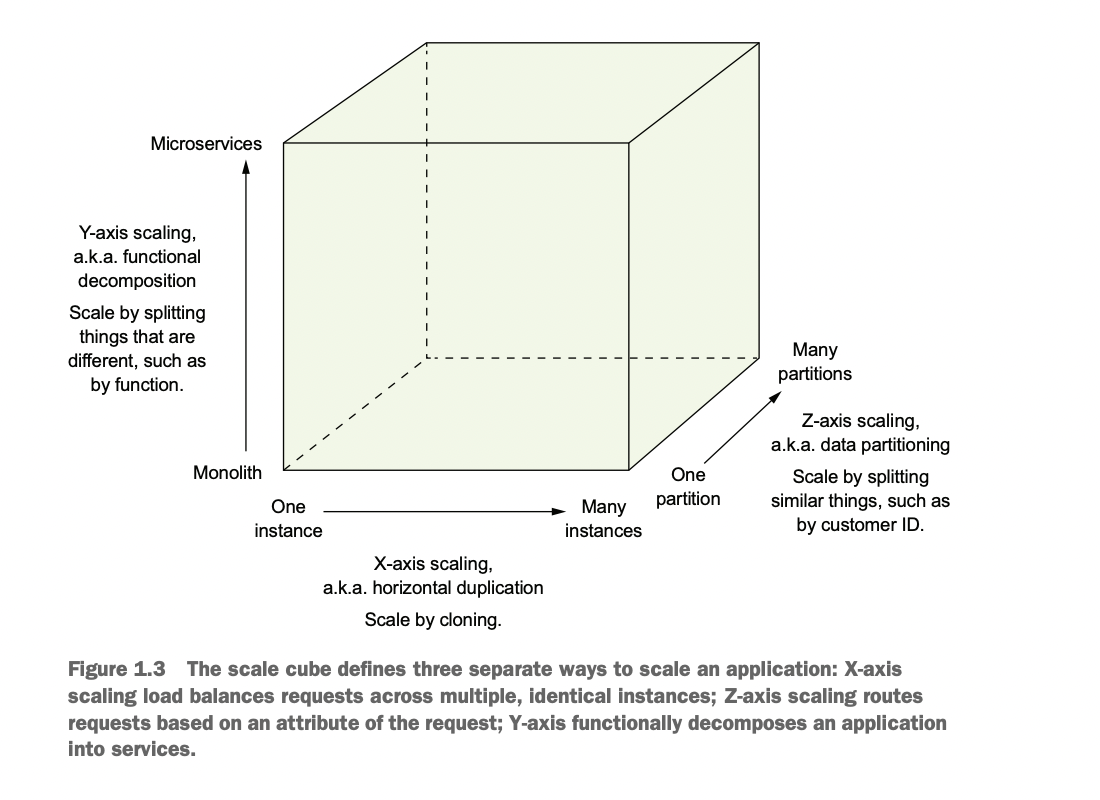 Microservices
Y-axis scaling,
a.k.a. functional
decomposition
Scale by splitting
things that are
different, such as
by function.
Monolith
One
instance
Many
instances
X-axis scaling,
a.k.a. horizontal duplication
Scale by cloning.
One
partition
Many
partitions
Z-axis scaling,
a.k.a. data partitioning
Scale by splitting
similar things, such as
by customer ID.
Figure 1.3 The scale cube defines three separate ways to scale an application: X-axis
scaling load balances requests across multiple, identical instances; Z-axis scaling routes
requests based on an attribute of the request; Y-axis functionally decomposes an application
into services.